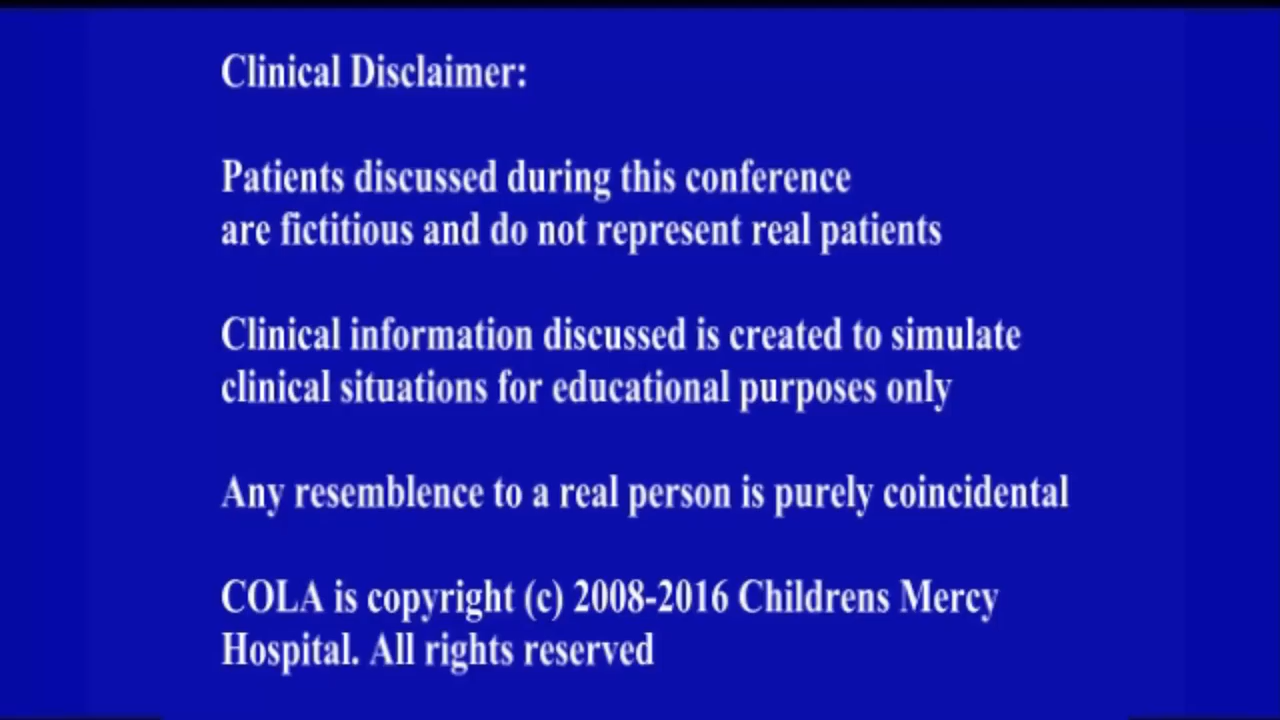 Clinical Disclaimer:
Patients discussed during this conference
are fictitious and do not represent real patients
Clinical information discussed is created to simulate
clinical situations for educational purposes only
Any resemblence to a real person is purely coincidental
COLA is copyright (c) 2008-2016 Childrens Mercy
Hospital. All rights reserved